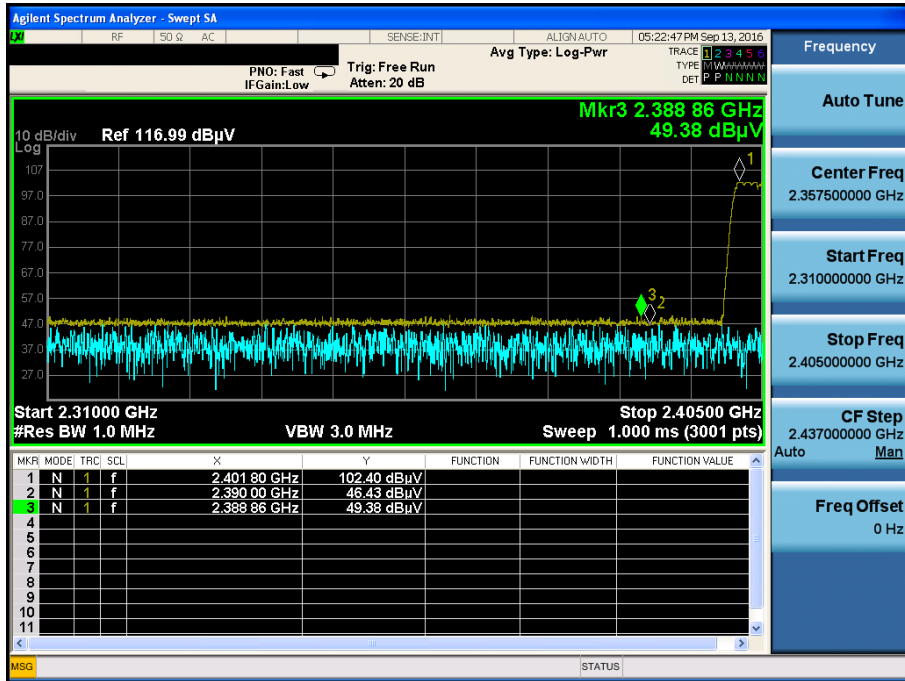 Agilent Spectrum Analyzer - Swept SA
LXI RF 50 Ω AC SENSE:INT ALIGN AUTO 05:22:47 PM Sep 13, 2016
PNO: Fast
IFGain:Low
Trig: Free Run
Atten: 20 dB
Avg Type: Log-Pwr
TRACE 1 2 3 4 5 6
TYPE M WWWWWW
DET P P N N N N
Mkr3 2.388 86 GHz
49.38 dBµV
10 dB/div Ref 116.99 dBµV
Log
107
97.0
87.0
77.0
67.0
57.0
47.0
37.0
27.0
1
3
2
Start 2.31000 GHz Stop 2.40500 GHz
#Res BW 1.0 MHz VBW 3.0 MHz Sweep 1.000 ms (3001 pts)
MKR MODE TRC SCL X Y FUNCTION FUNCTION WIDTH FUNCTION VALUE
1 N 1 f 2.401 80 GHz 102.40 dBµV
2 N 1 f 2.390 00 GHz 46.43 dBµV
3 N 1 f 2.388 86 GHz 49.38 dBµV
4
5
6
7
8
9
10
11
MSG STATUS
Frequency
Auto Tune
Center Freq
2.357500000 GHz
Start Freq
2.310000000 GHz
Stop Freq
2.405000000 GHz
CF Step
2.437000000 GHz
Auto Man
Freq Offset
0 Hz